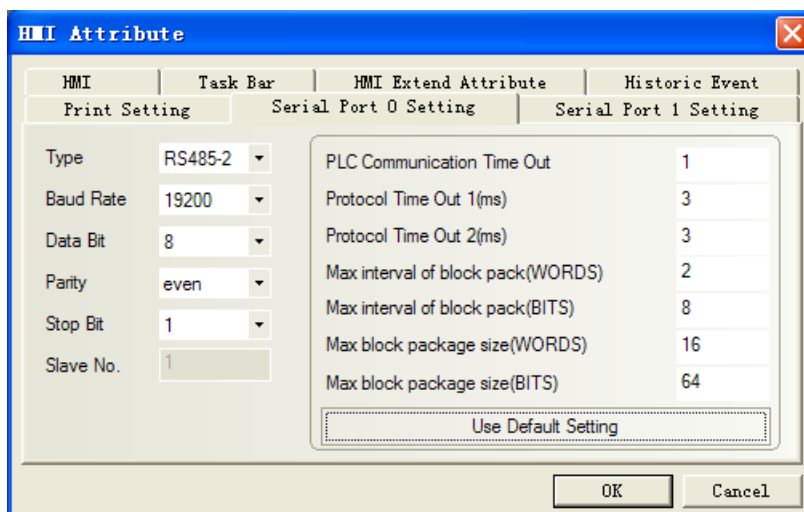 HMI Attribute
HMI Task Bar HMI Extend Attribute Historic Event
Print Setting Serial Port 0 Setting Serial Port 1 Setting
Type RS485-2
Baud Rate 19200
Data Bit 8
Parity even
Stop Bit 1
Slave No. 1
PLC Communication Time Out 1
Protocol Time Out 1(ms) 3
Protocol Time Out 2(ms) 3
Max interval of block pack(WORDS) 2
Max interval of block pack(BITS) 8
Max block package size(WORDS) 16
Max block package size(BITS) 64
Use Default Setting
OK Cancel